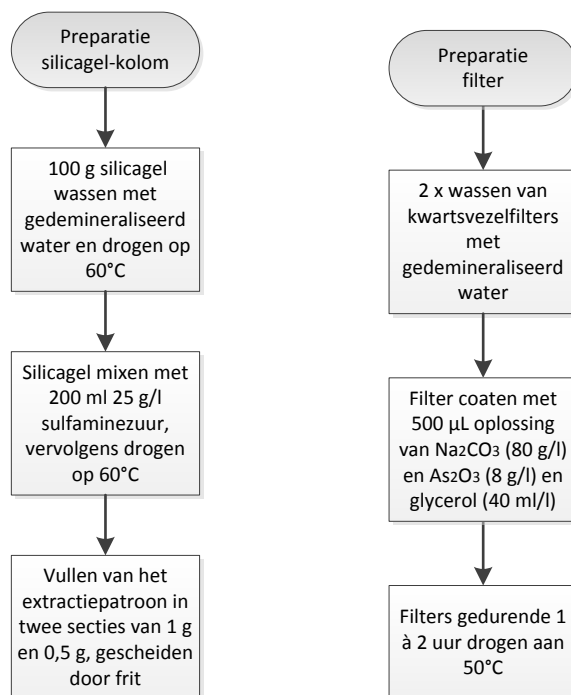 Preparatie
silicagel-kolom
100 g silicagel
wassen met
gedemineraliseerd
water en drogen op
60°C
Silicagel mixen met
200 ml 25 g/l
sulfaminezuur,
vervolgens drogen
op 60°C
Vullen van het
extractiepatroon in
twee secties van 1 g
en 0,5 g, gescheiden
door frit
Preparatie
filter
2 x wassen van
kwartsvezelfilters
met
gedemineraliseerd
water
Filter coaten met
500 µL oplossing
van Na2CO3 (80 g/l)
en As2O3 (8 g/l) en
glycerol (40 ml/l)
Filters gedurende 1
à 2 uur drogen aan
50°C